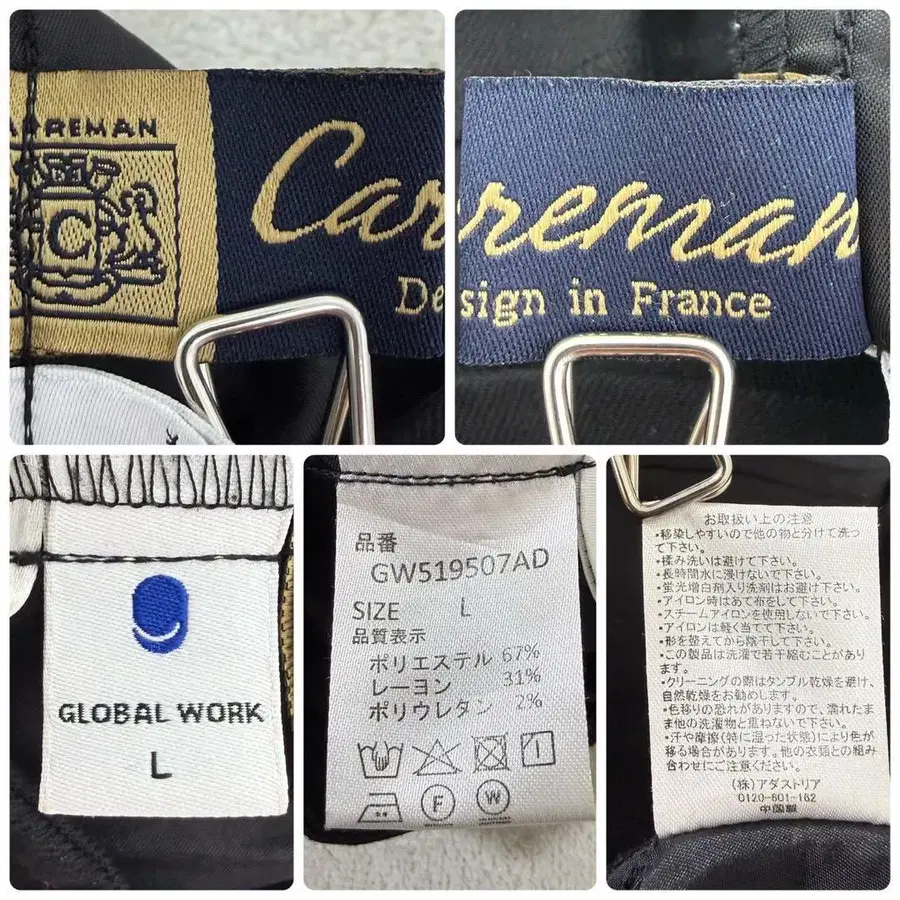 CARREMAN
C
Car
De
rreman
sign in France
GLOBAL WORK
L
品番
GW519507AD
SIZE L
品質表示
ポリエステル 67%
レーヨン 31%
ポリウレタン 2%
F
W
お取扱い上の注意
•移染しやすいので他の物と分けて洗っ
て下さい。
•揉み洗いは避けて下さい。
•長時間水に浸けないで下さい。
•蛍光増白剤入り洗剤はお避け下さい。
•アイロン時はあて布をして下さい。
•スチームアイロンを使用しないで下さい。
•アイロンは軽く当てて下さい。
•形を整えてから陰干して下さい。
•この製品は洗濯で若干縮むことがあり
ます。
•クリーニングの際はタンブル乾燥を避け、
自然乾燥をお勧めします。
•色移りの恐れがありますので、濡れたま
ま他の洗濯物と重ねないで下さい。
•汗や摩擦(特に湿った状態)により色が
移る場合があります。他の衣類との組み
合わせにご注意ください。
(株)アダストリア
0120-601-162
中国製